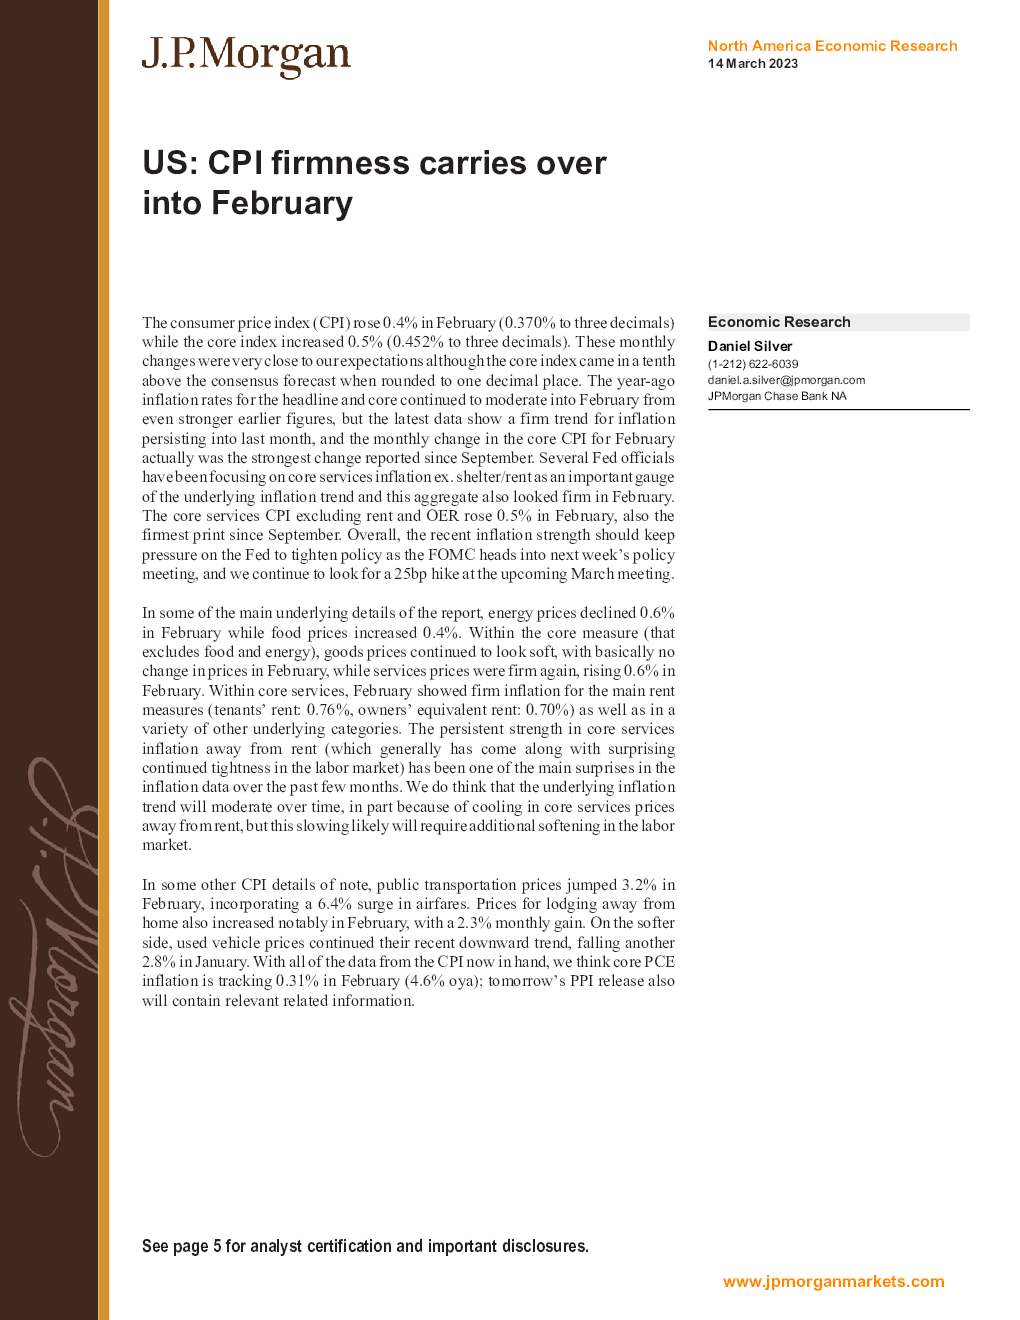 J.P.Morgan
North America Economic Research
14 March 2023
US: CPI firmness carries over
into February
The consumer price index (CPI) rose 0.4% in February (0.370% to three decimals)
while the core index increased 0.5% (0.452% to three decimals). These monthly
changes were very close to our expectations although the core index came in a tenth
above the consensus forecast when rounded to one decimal place. The year-ago
inflation rates for the headline and core continued to moderate into February from
even stronger earlier figures, but the latest data show a firm trend for inflation
persisting into last month, and the monthly change in the core CPI for February
actually was the strongest change reported since September. Several Fed officials
have been focusing on core services inflation ex. shelter/rent as an important gauge
of the underlying inflation trend and this aggregate also looked firm in February.
The core services CPI excluding rent and OER rose 0.5% in February, also the
firmest print since September. Overall, the recent inflation strength should keep
pressure on the Fed to tighten policy as the FOMC heads into next week's policy
meeting, and we continue to look for a 25bp hike at the upcoming March meeting.
In some of the main underlying details of the report, energy prices declined 0.6%
in February while food prices increased 0.4%. Within the core measure (that
excludes food and energy), goods prices continued to look soft, with basically no
change in prices in February, while services prices were firm again, rising 0.6% in
February. Within core services, February showed firm inflation for the main rent
measures (tenants' rent: 0.76%, owners' equivalent rent: 0.70%) as well as in a
variety of other underlying categories. The persistent strength in core services
inflation away from rent (which generally has come along with surprising
continued tightness in the labor market) has been one of the main surprises in the
inflation data over the past few months. We do think that the underlying inflation
trend will moderate over time, in part because of cooling in core services prices
away from rent, but this slowing likely will require additional softening in the labor
market.
In some other CPI details of note, public transportation prices jumped 3.2% in
February, incorporating a 6.4% surge in airfares. Prices for lodging away from
home also increased notably in February, with a 2.3% monthly gain. On the softer
side, used vehicle prices continued their recent downward trend, falling another
2.8% in January. With all of the data from the CPI now in hand, we think core PCE
inflation is tracking 0.31% in February (4.6% oya); tomorrow's PPI release also
will contain relevant related information.
Economic Research
Daniel Silver
(1-212) 622-6039
daniel.a.silver@jpmorgan.com
JPMorgan Chase Bank NA
J.P.Morgan
See page 5 for analyst certification and important disclosures.
www.jpmorganmarkets.com